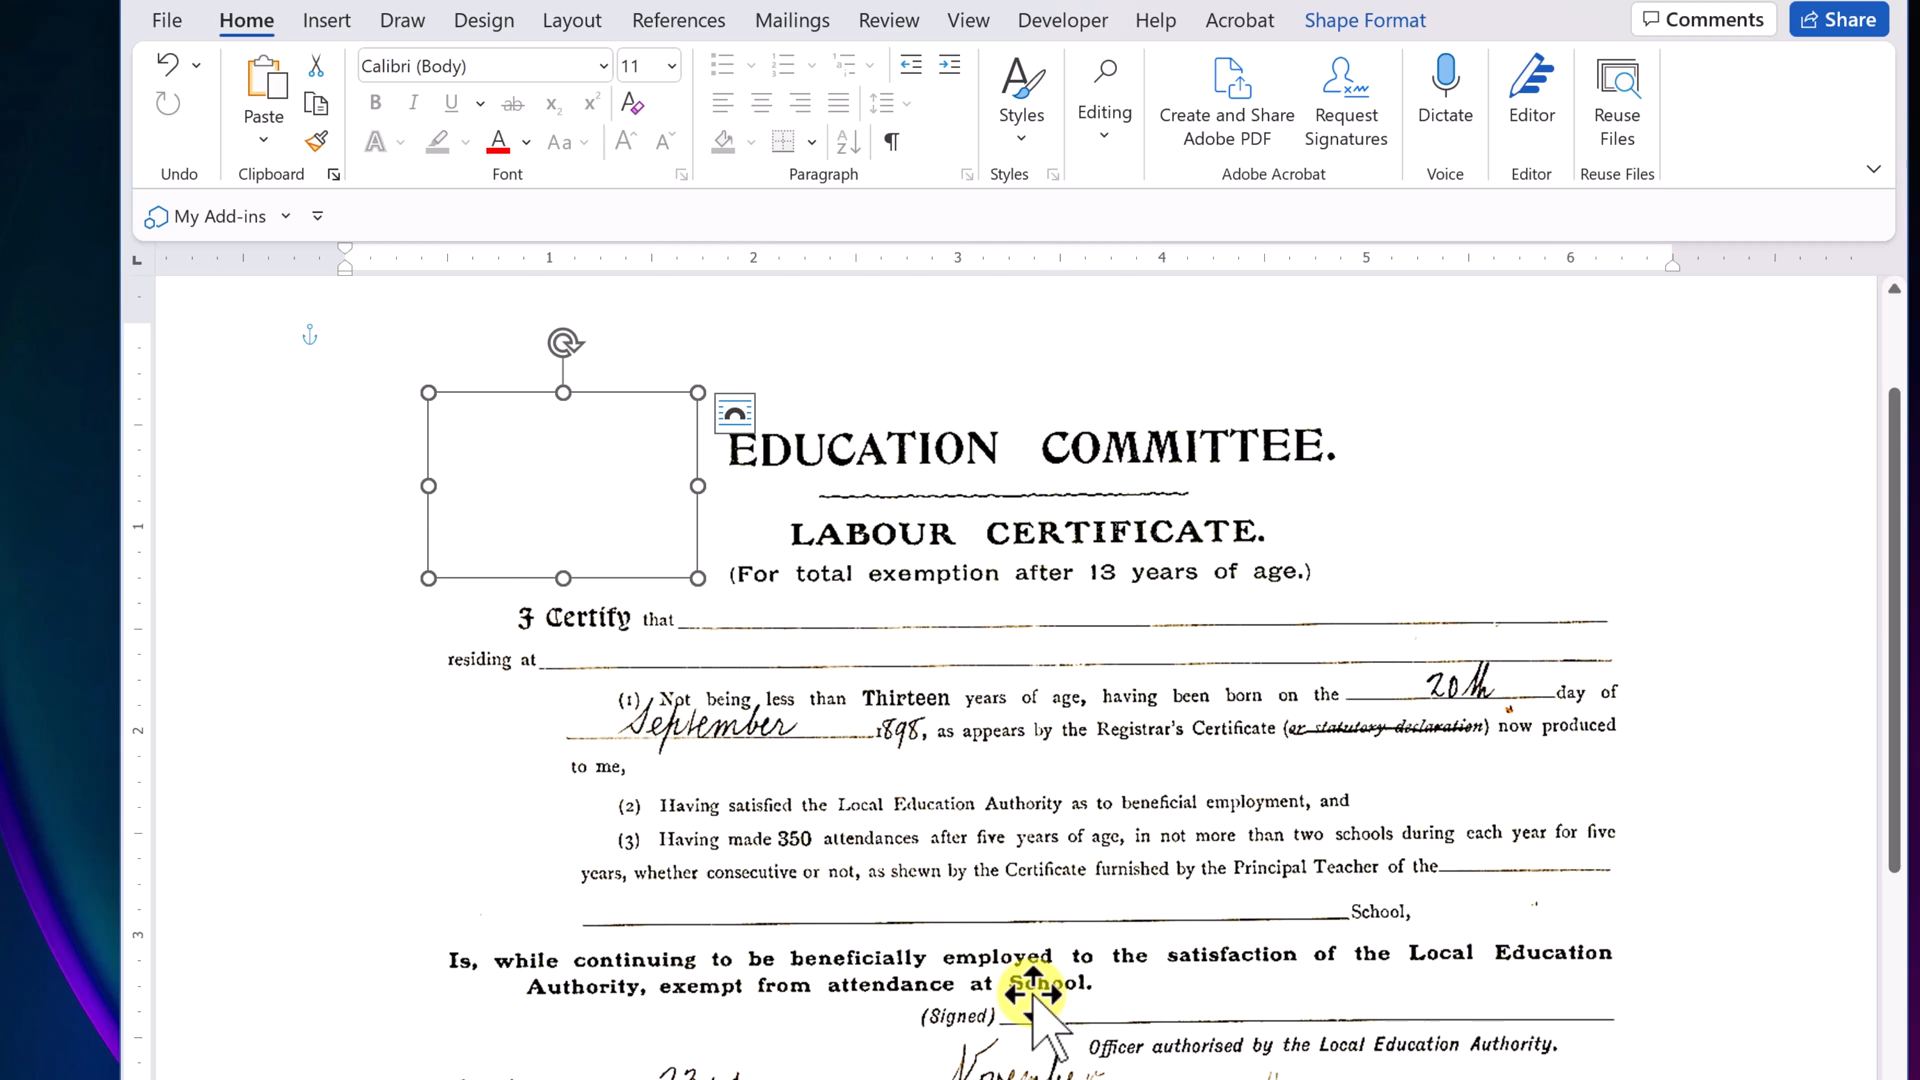 File Home Insert Draw Design Layout References Mailings Review View Developer Help Acrobat Shape Format Comments Share
Calibri (Body) 11
Paste
Styles
Editing
Create and Share
Adobe PDF
Request
Signatures
Dictate
Editor
Reuse
Files
Undo Clipboard Font Paragraph Styles Adobe Acrobat Voice Editor Reuse Files
My Add-ins
1 2 3 4 5 6
EDUCATION COMMITTEE.
LABOUR CERTIFICATE.
(For total exemption after 13 years of age.)
I Certify that
residing at
(1) Not being less than Thirteen years of age, having been born on the 20th day of
September 1898, as appears by the Registrar's Certificate (or statutory declaration) now produced
to me,
(2) Having satisfied the Local Education Authority as to beneficial employment, and
(3) Having made 350 attendances after five years of age, in not more than two schools during each year for five
years, whether consecutive or not, as shewn by the Certificate furnished by the Principal Teacher of the
School,
Is, while continuing to be beneficially employed to the satisfaction of the Local Education
Authority, exempt from attendance at School.
(Signed)
Officer authorised by the Local Education Authority.
1
2
3